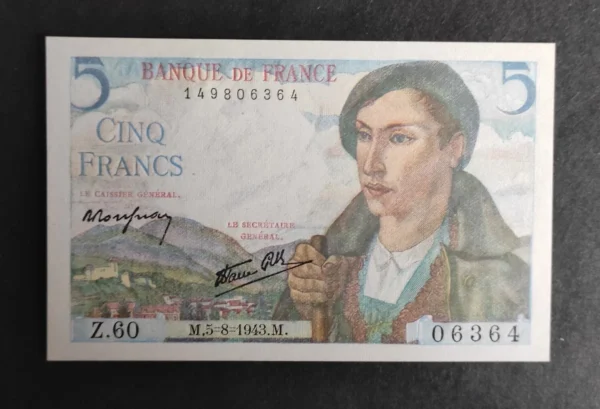 5 BANQUE DE FRANCE 5
149806364
CINQ
FRANCS
LE CAISSIER GÉNÉRAL,
LE SECRÉTAIRE
GÉNÉRAL,
Z.60 M.5=8=1943.M. 06364